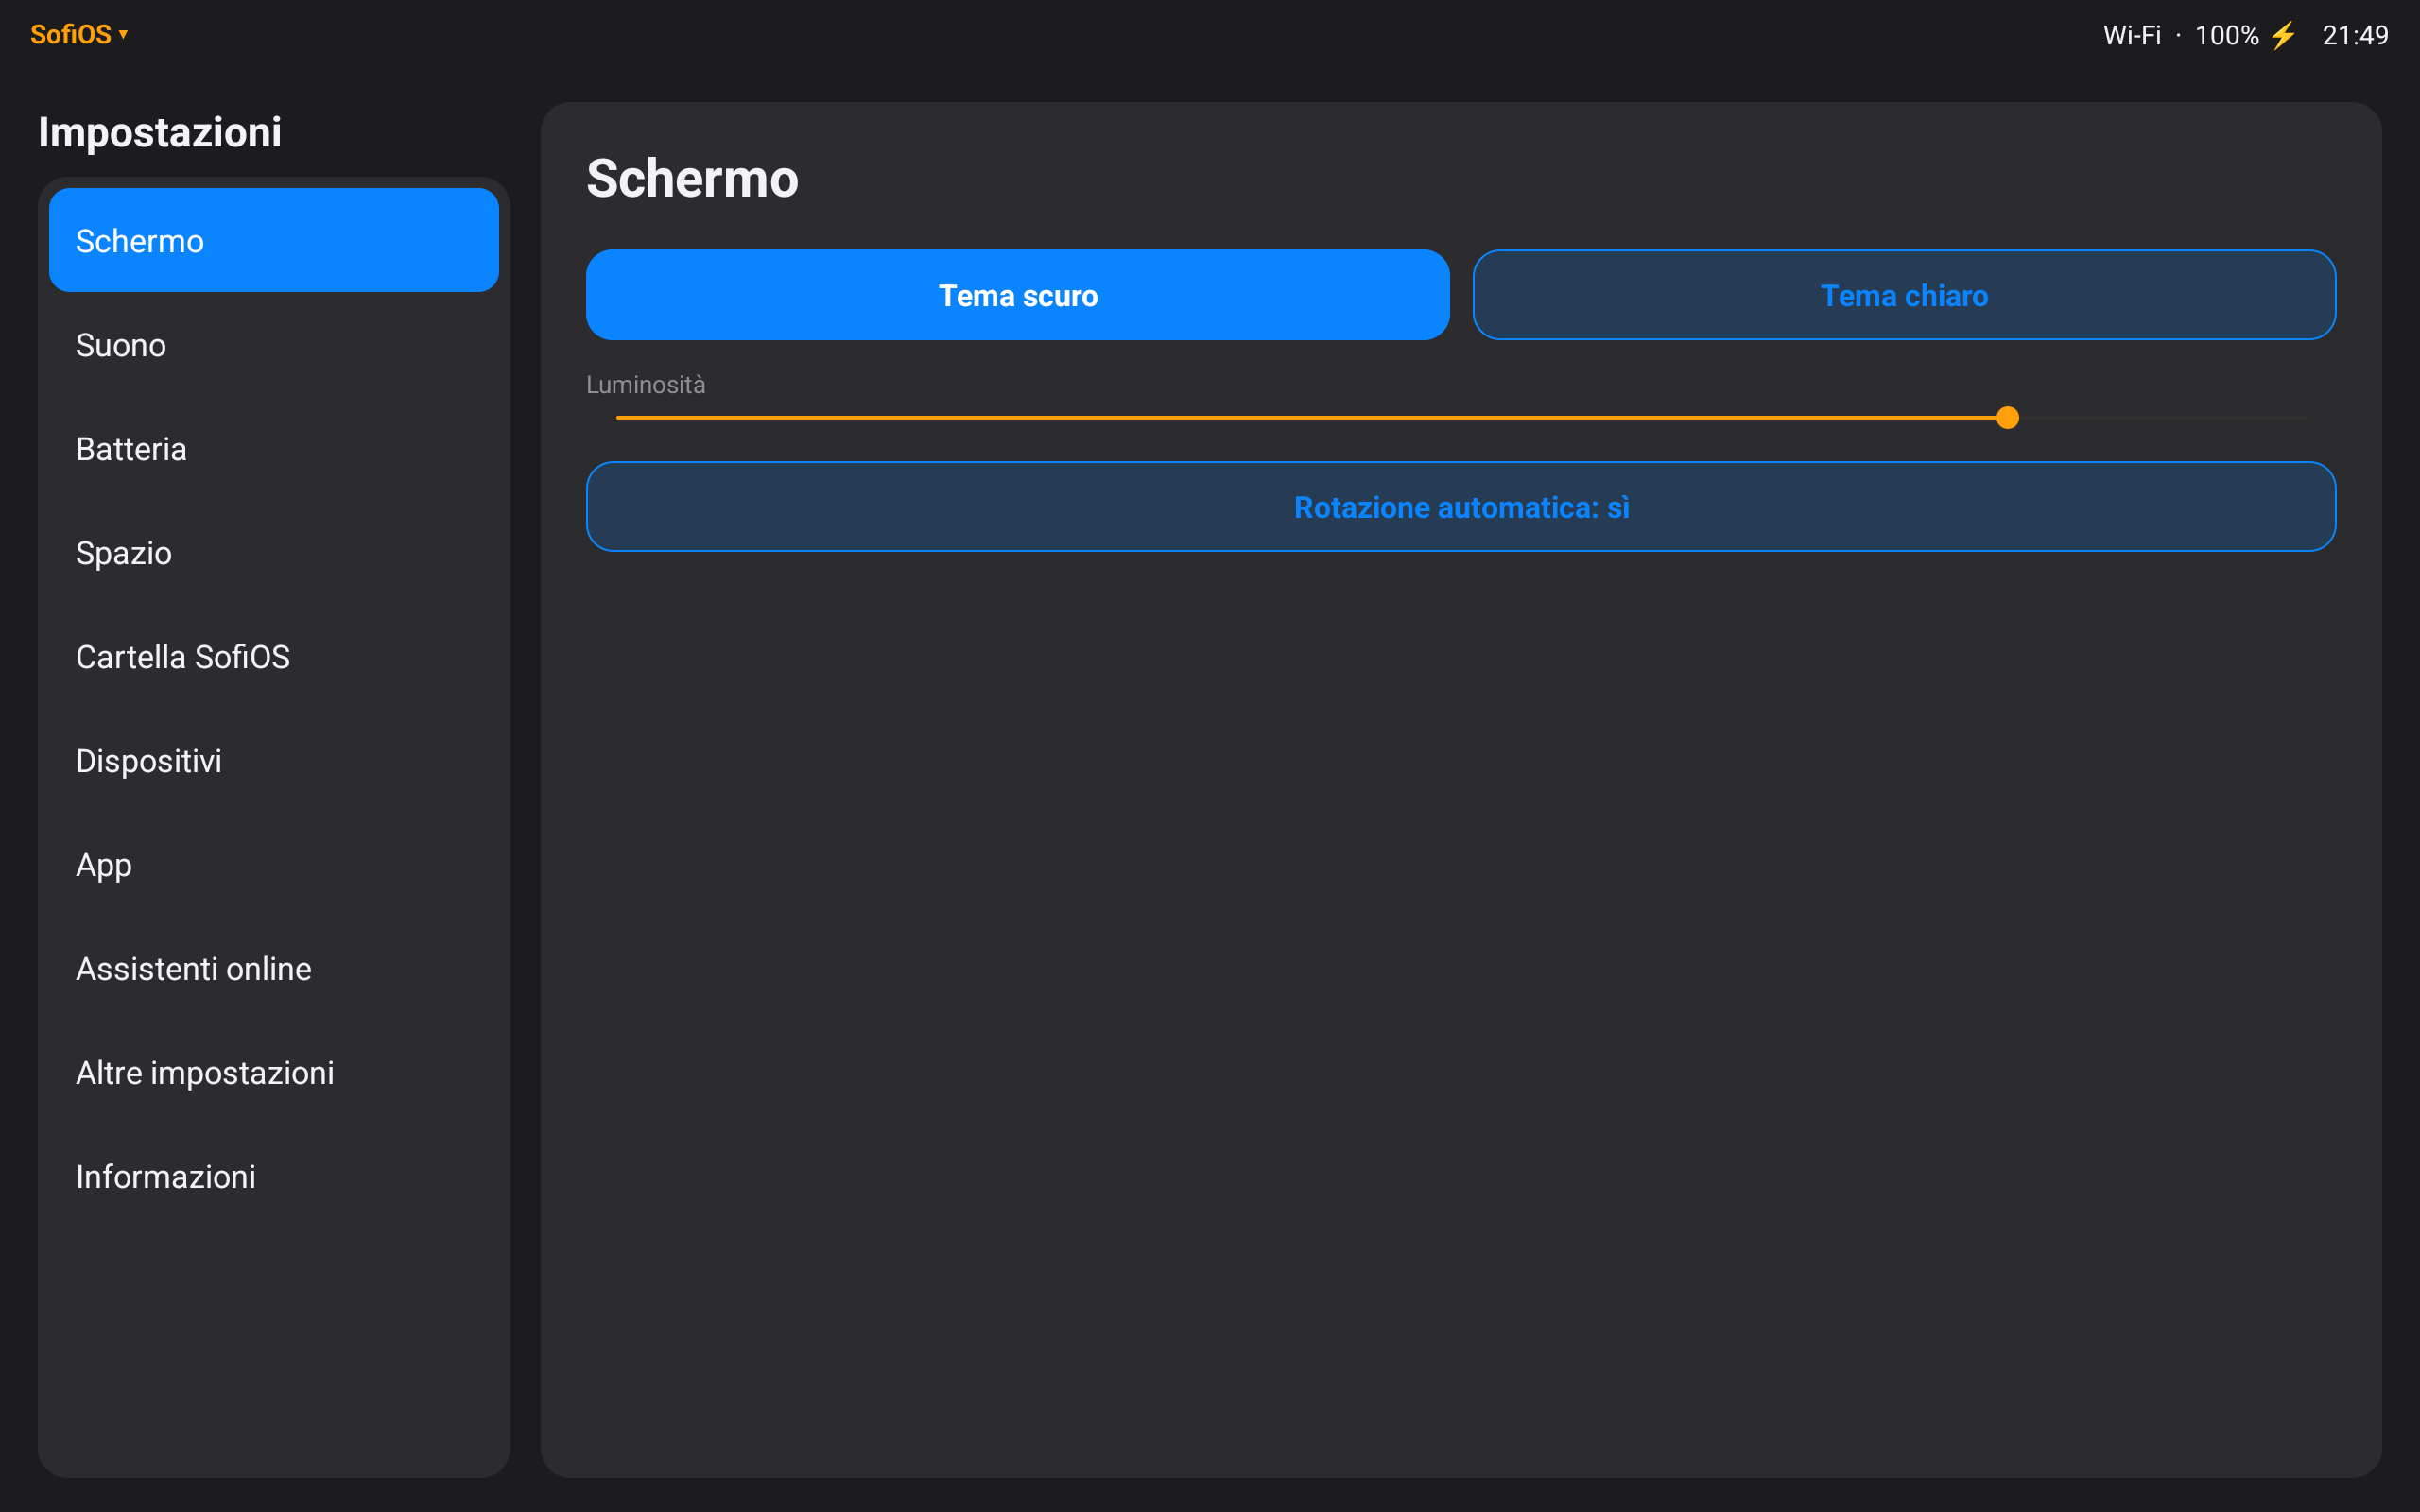 SofiOS ▾
Wi-Fi · 100% ⚡ 21:49
Impostazioni
Schermo
Suono
Batteria
Spazio
Cartella SofiOS
Dispositivi
App
Assistenti online
Altre impostazioni
Informazioni
Schermo
Tema scuro
Tema chiaro
Luminosità
Rotazione automatica: sì